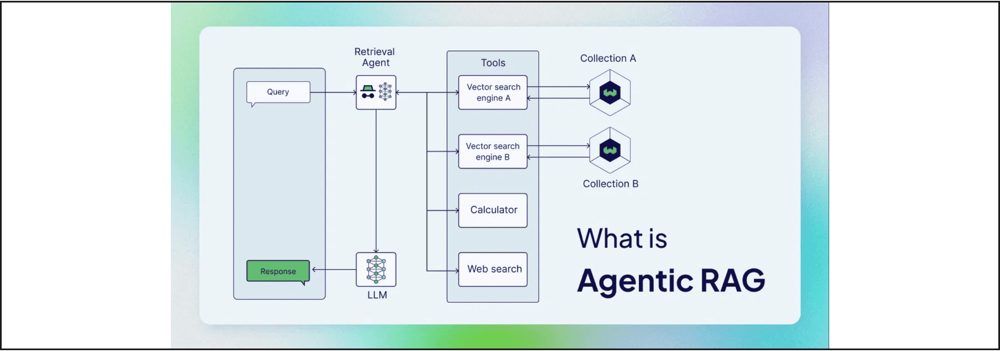 Retrieval
Agent
Tools
Collection A
Query
Vector search
engine A
Vector search
engine B
Collection B
Calculator
What is
Agentic RAG
Response
Web search
LLM